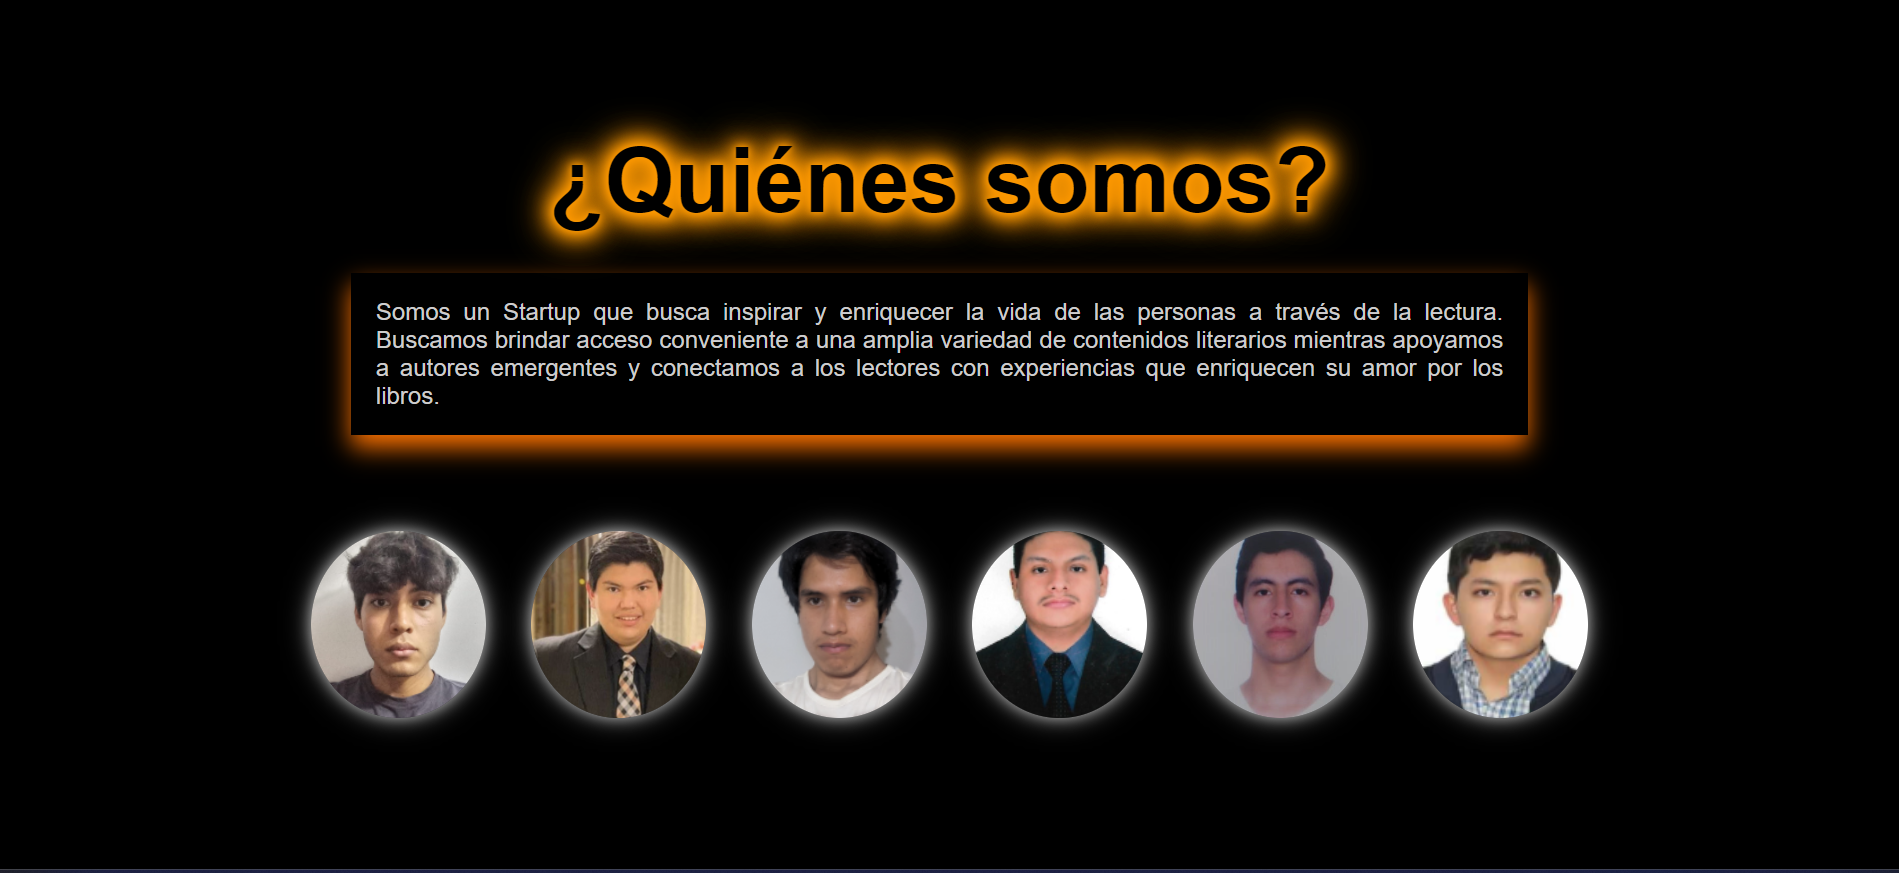 ¿Quiénes somos?
Somos un Startup que busca inspirar y enriquecer la vida de las personas a través de la lectura.
Buscamos brindar acceso conveniente a una amplia variedad de contenidos literarios mientras apoyamos
a autores emergentes y conectamos a los lectores con experiencias que enriquecen su amor por los
libros.